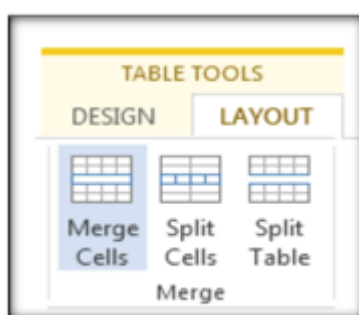 TABLE TOOLS
DESIGN LAYOUT
Merge Split Split
Cells Cells Table
Merge